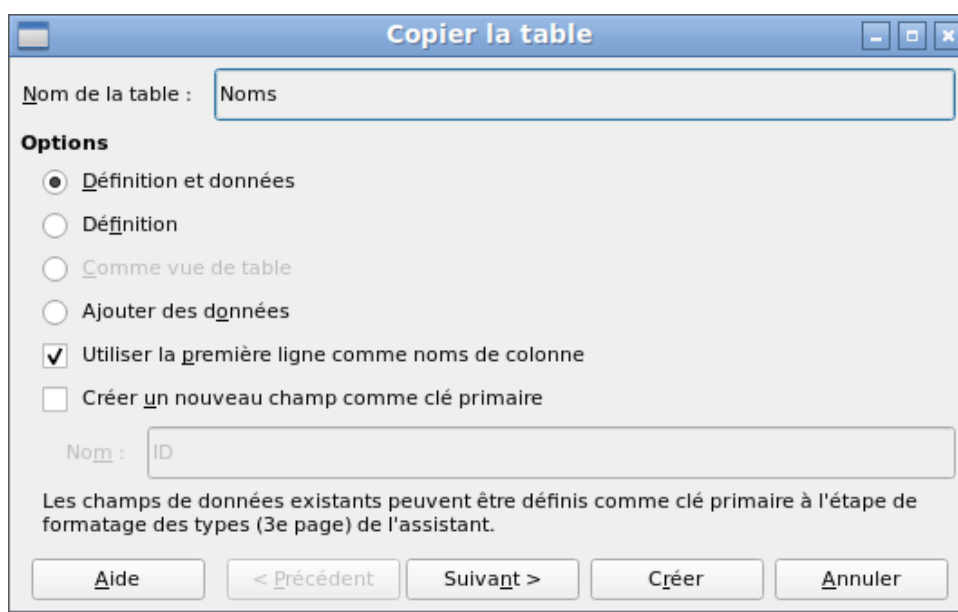 Copier la table
Nom de la table : Noms
Options
Définition et données
Définition
Comme vue de table
Ajouter des données
Utiliser la première ligne comme noms de colonne
Créer un nouveau champ comme clé primaire
Nom : ID
Les champs de données existants peuvent être définis comme clé primaire à l'étape de
formatage des types (3e page) de l'assistant.
Aide < Précédent Suivant > Créer Annuler